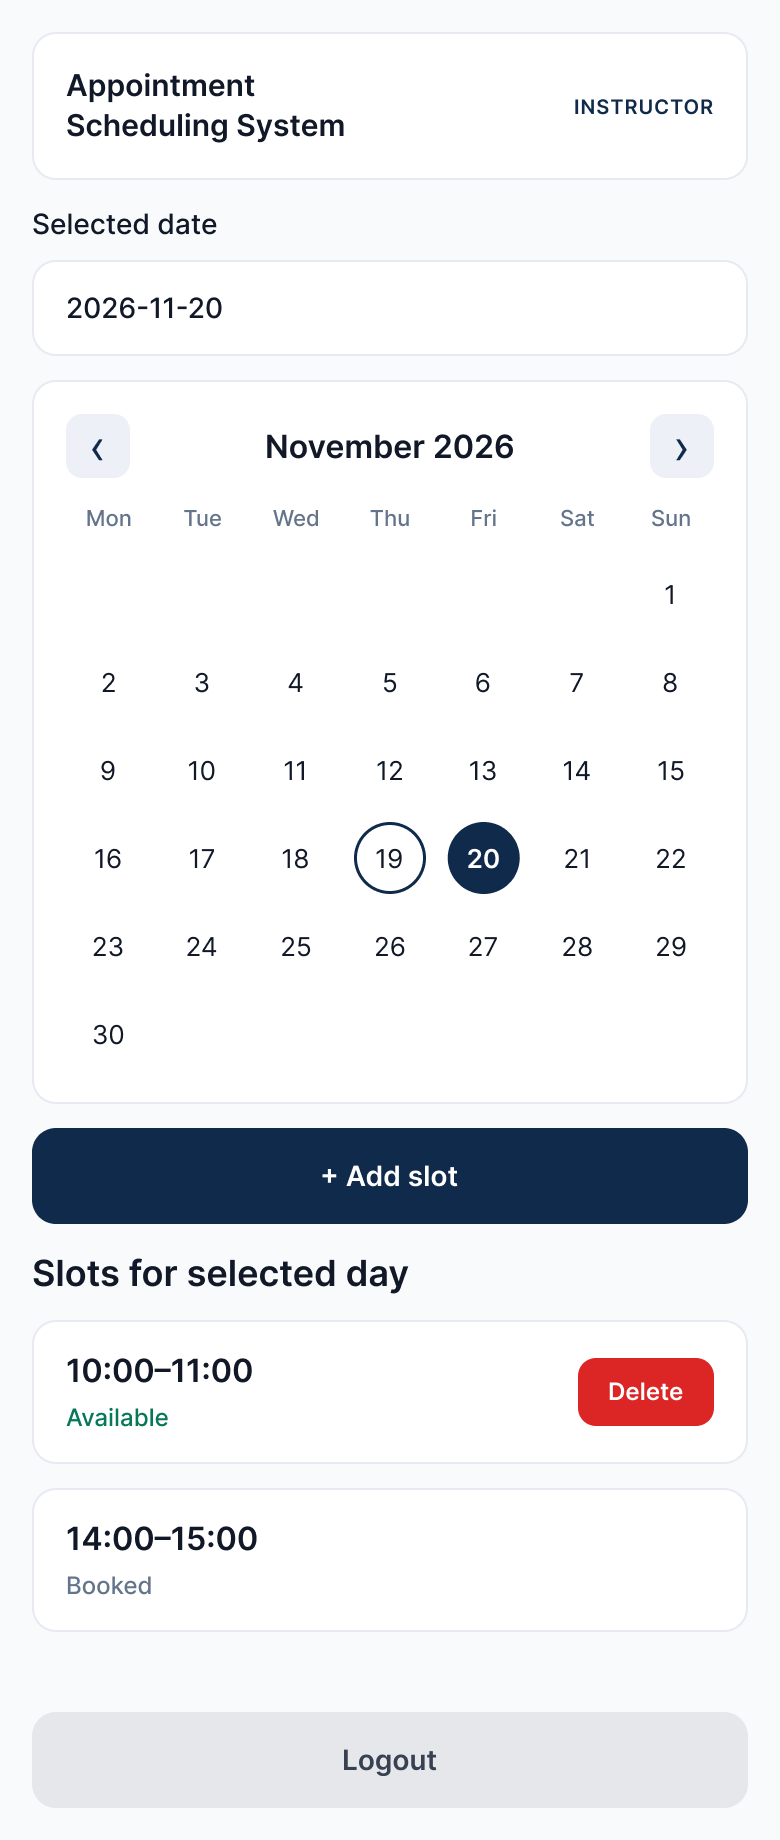 Appointment
Scheduling System
INSTRUCTOR
Selected date
2026-11-20
‹ November 2026 ›
Mon Tue Wed Thu Fri Sat Sun
1
2 3 4 5 6 7 8
9 10 11 12 13 14 15
16 17 18 19 20 21 22
23 24 25 26 27 28 29
30
+ Add slot
Slots for selected day
10:00–11:00
Available
Delete
14:00–15:00
Booked
Logout